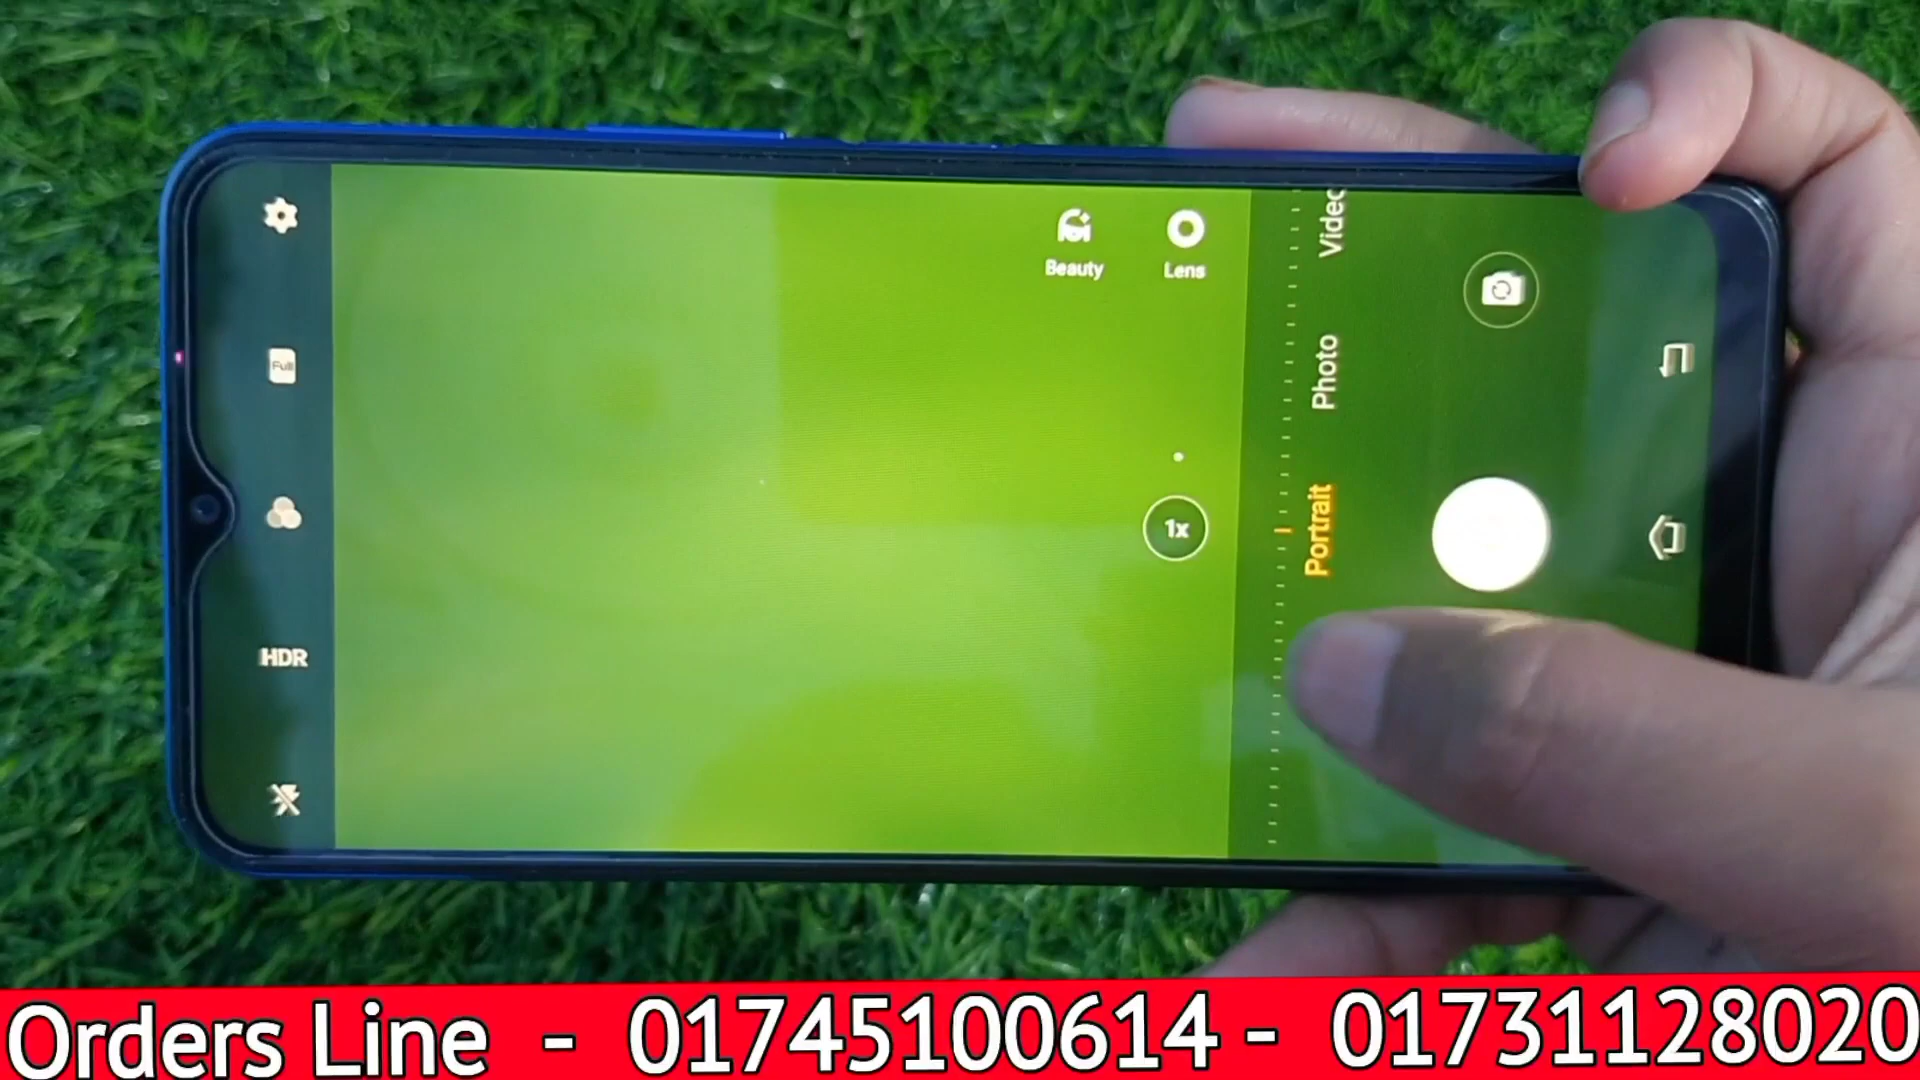 Beauty
Lens
Full
HDR
1x
Video
Photo
Portrait
Orders Line - 01745100614 - 01731128020